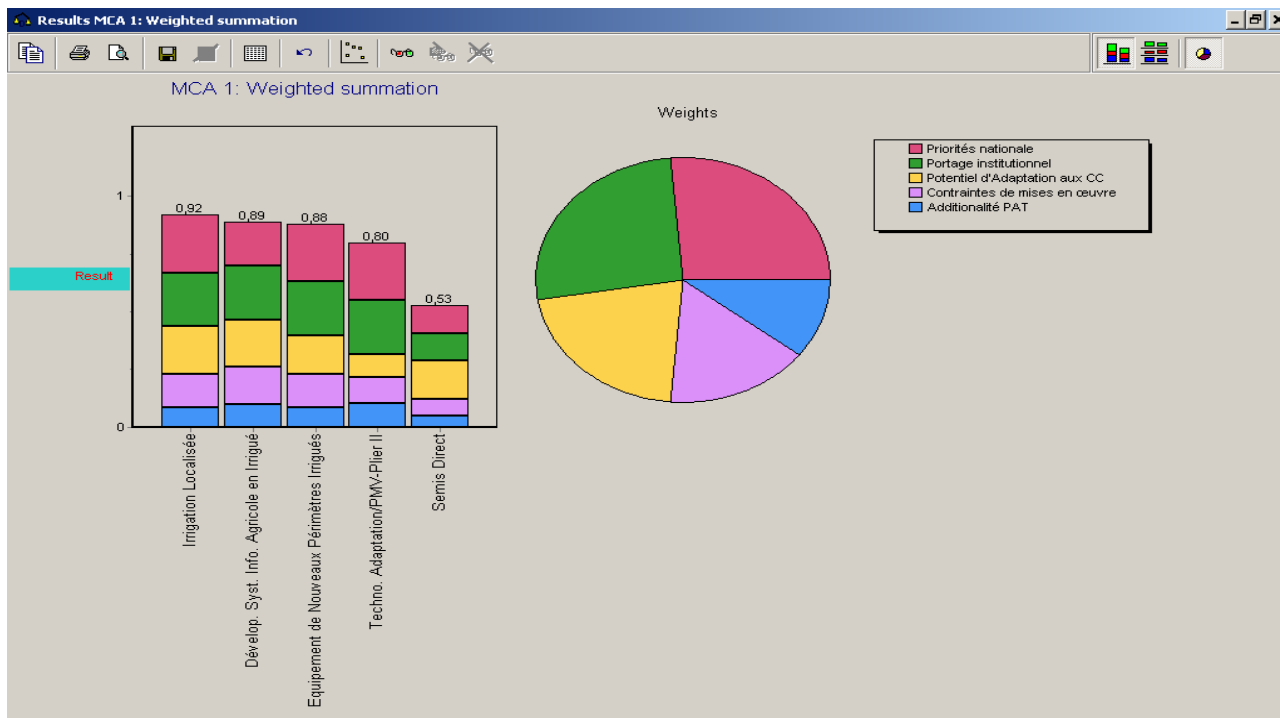 Results MCA 1: Weighted summation
MCA 1: Weighted summation
Weights
Priorités nationale
Portage institutionnel
Potentiel d'Adaptation aux CC
Contraintes de mises en œuvre
Additionalité PAT
1
0,92
0,89
0,88
0,80
0,53
Result
0
Irrigation Localisée
Dévelop. Syst. Info. Agricole en Irrigué
Equipement de Nouveaux Périmètres Irrigués
Techno. Adaptation/PMV-Plier II
Semis Direct